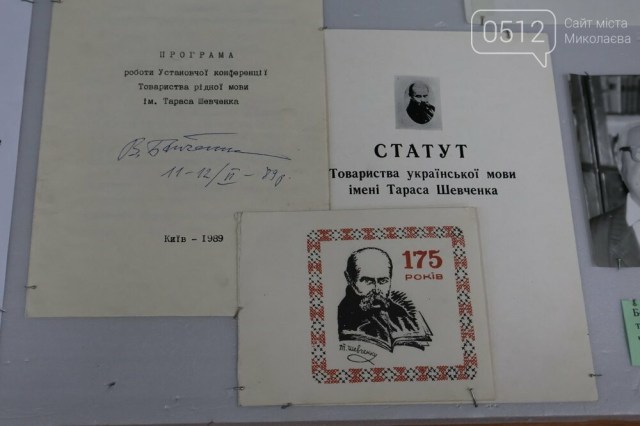 ПРОГРАМА
роботи Установчої конференції
Товариства рідної мови
ім. Тараса Шевченка
11-12/II - 89р.
Київ - 1989
0512
Сайт міста
Миколаєва
СТАТУТ
Товариства української мови
імені Тараса Шевченка
175
РОКІВ
Т. Шевченко